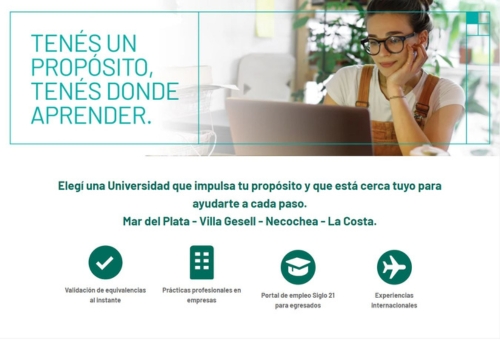 TENÉS UN
PROPÓSITO,
TENÉS DONDE
APRENDER.
Elegí una Universidad que impulsa tu propósito y que está cerca tuyo para
ayudarte a cada paso.
Mar del Plata - Villa Gesell - Necochea - La Costa.
Validación de equivalencias
al instante
Prácticas profesionales en
empresas
Portal de empleo Siglo 21
para egresados
Experiencias
Internacionales